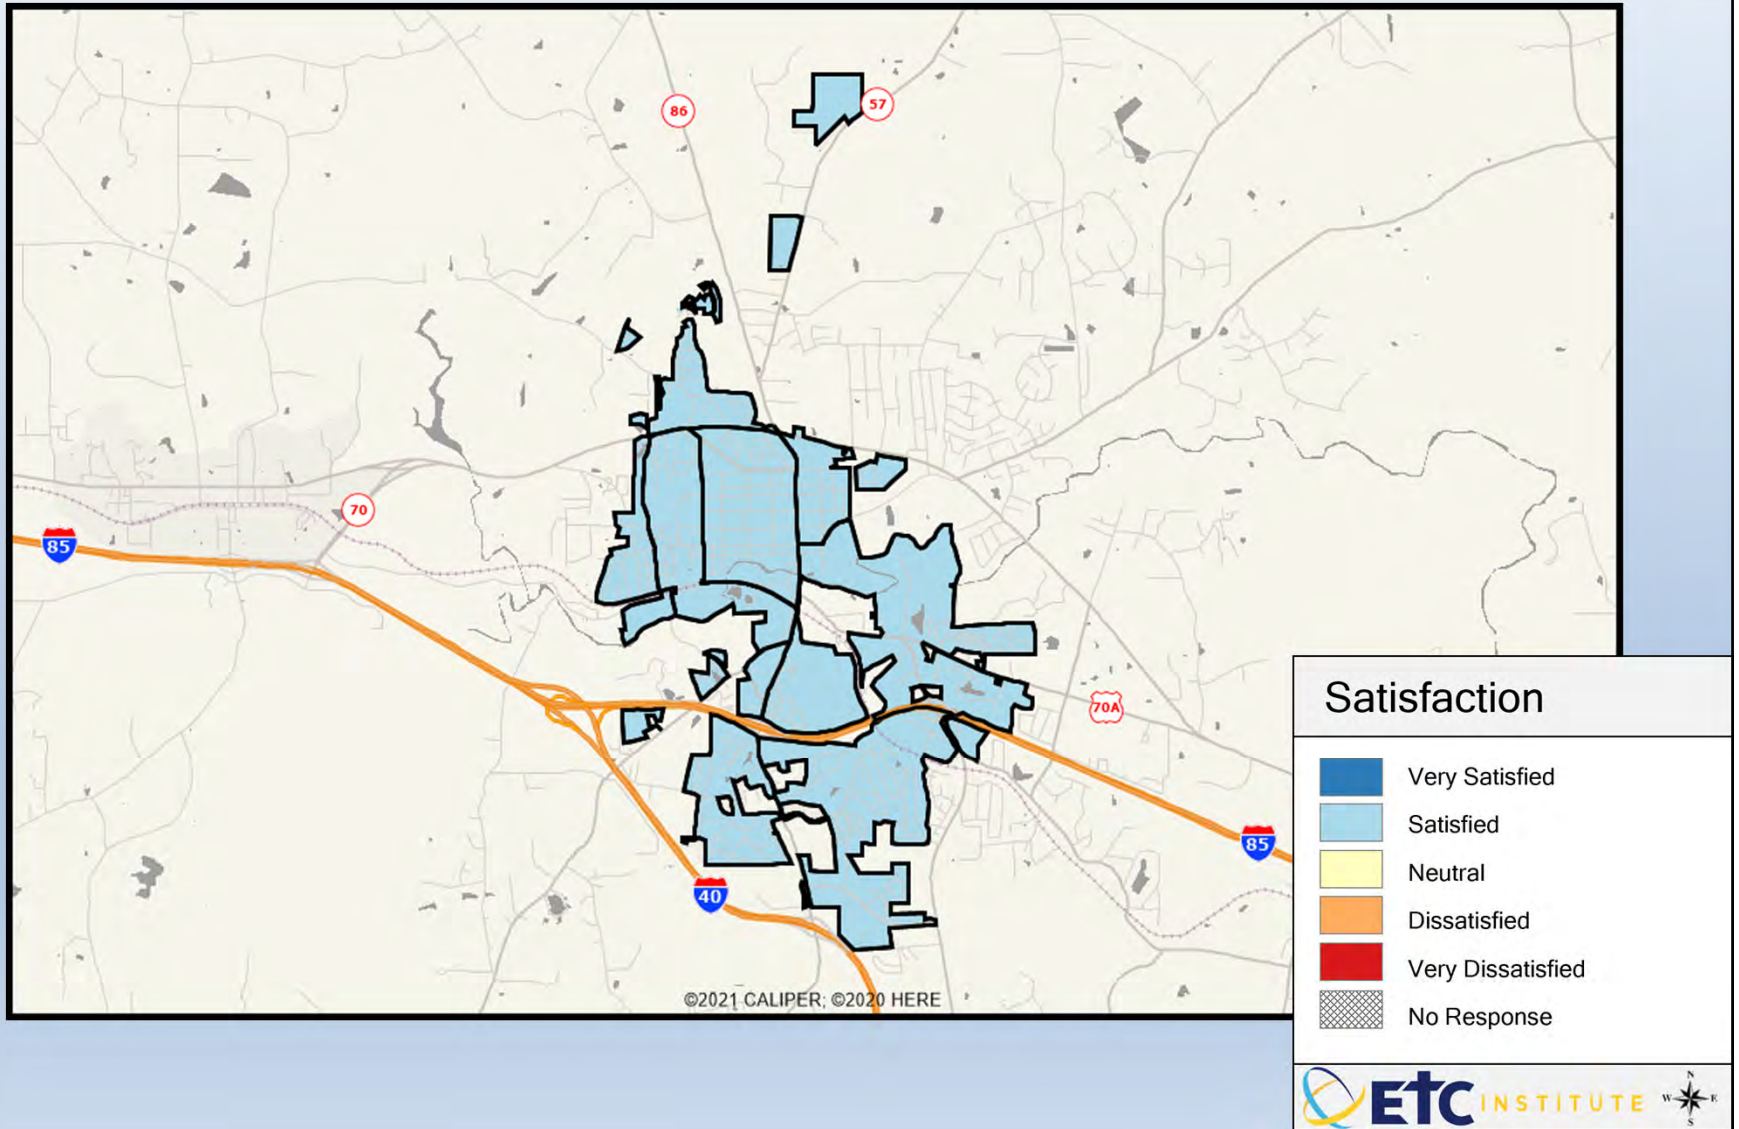 86
57
70
85
70A
85
40
©2021 CALIPER; ©2020 HERE
Satisfaction
Very Satisfied
Satisfied
Neutral
Dissatisfied
Very Dissatisfied
No Response
ETC INSTITUTE
N
W E
S